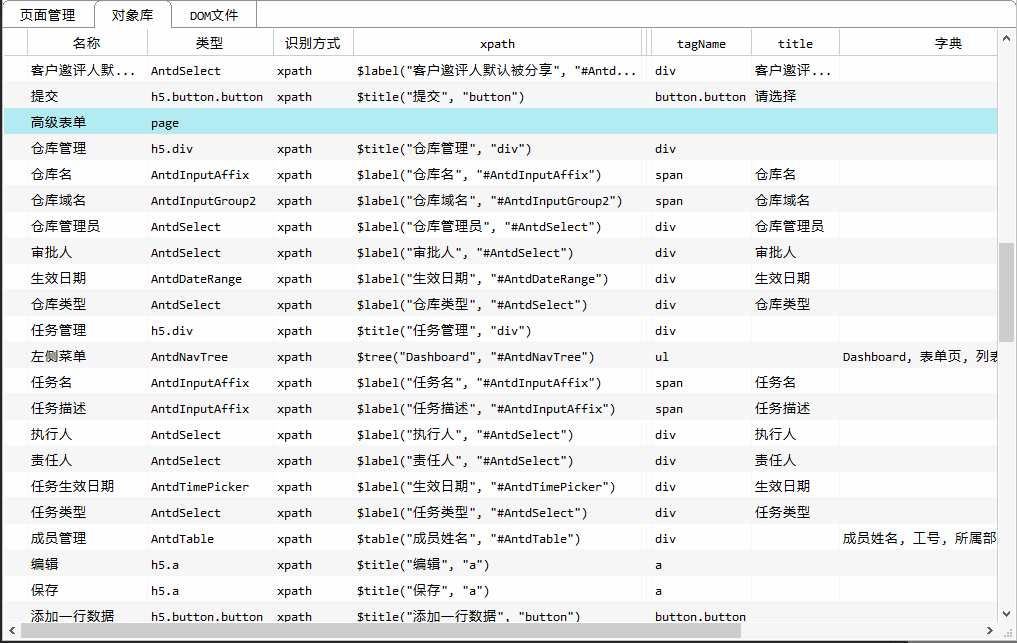 页面管理 对象库 DOM文件
名称 类型 识别方式 xpath tagName title 字典
客户邀评人默... AntdSelect xpath $label("客户邀评人默认被分享", "#Antd... div 客户邀评...
提交 h5.button.button xpath $title("提交", "button") button.button 请选择
高级表单 page
仓库管理 h5.div xpath $title("仓库管理", "div") div
仓库名 AntdInputAffix xpath $label("仓库名", "#AntdInputAffix") span 仓库名
仓库域名 AntdInputGroup2 xpath $label("仓库域名", "#AntdInputGroup2") span 仓库域名
仓库管理员 AntdSelect xpath $label("仓库管理员", "#AntdSelect") div 仓库管理员
审批人 AntdSelect xpath $label("审批人", "#AntdSelect") div 审批人
生效日期 AntdDateRange xpath $label("生效日期", "#AntdDateRange") div 生效日期
仓库类型 AntdSelect xpath $label("仓库类型", "#AntdSelect") div 仓库类型
任务管理 h5.div xpath $title("任务管理", "div") div
左侧菜单 AntdNavTree xpath $tree("Dashboard", "#AntdNavTree") ul Dashboard, 表单页, 列表
任务名 AntdInputAffix xpath $label("任务名", "#AntdInputAffix") span 任务名
任务描述 AntdInputAffix xpath $label("任务描述", "#AntdInputAffix") span 任务描述
执行人 AntdSelect xpath $label("执行人", "#AntdSelect") div 执行人
责任人 AntdSelect xpath $label("责任人", "#AntdSelect") div 责任人
任务生效日期 AntdTimePicker xpath $label("生效日期", "#AntdTimePicker") div 生效日期
任务类型 AntdSelect xpath $label("任务类型", "#AntdSelect") div 任务类型
成员管理 AntdTable xpath $table("成员姓名", "#AntdTable") div 成员姓名, 工号, 所属部
编辑 h5.a xpath $title("编辑", "a") a
保存 h5.a xpath $title("保存", "a") a
添加一行数据 h5.button.button xpath $title("添加一行数据", "button") button.button